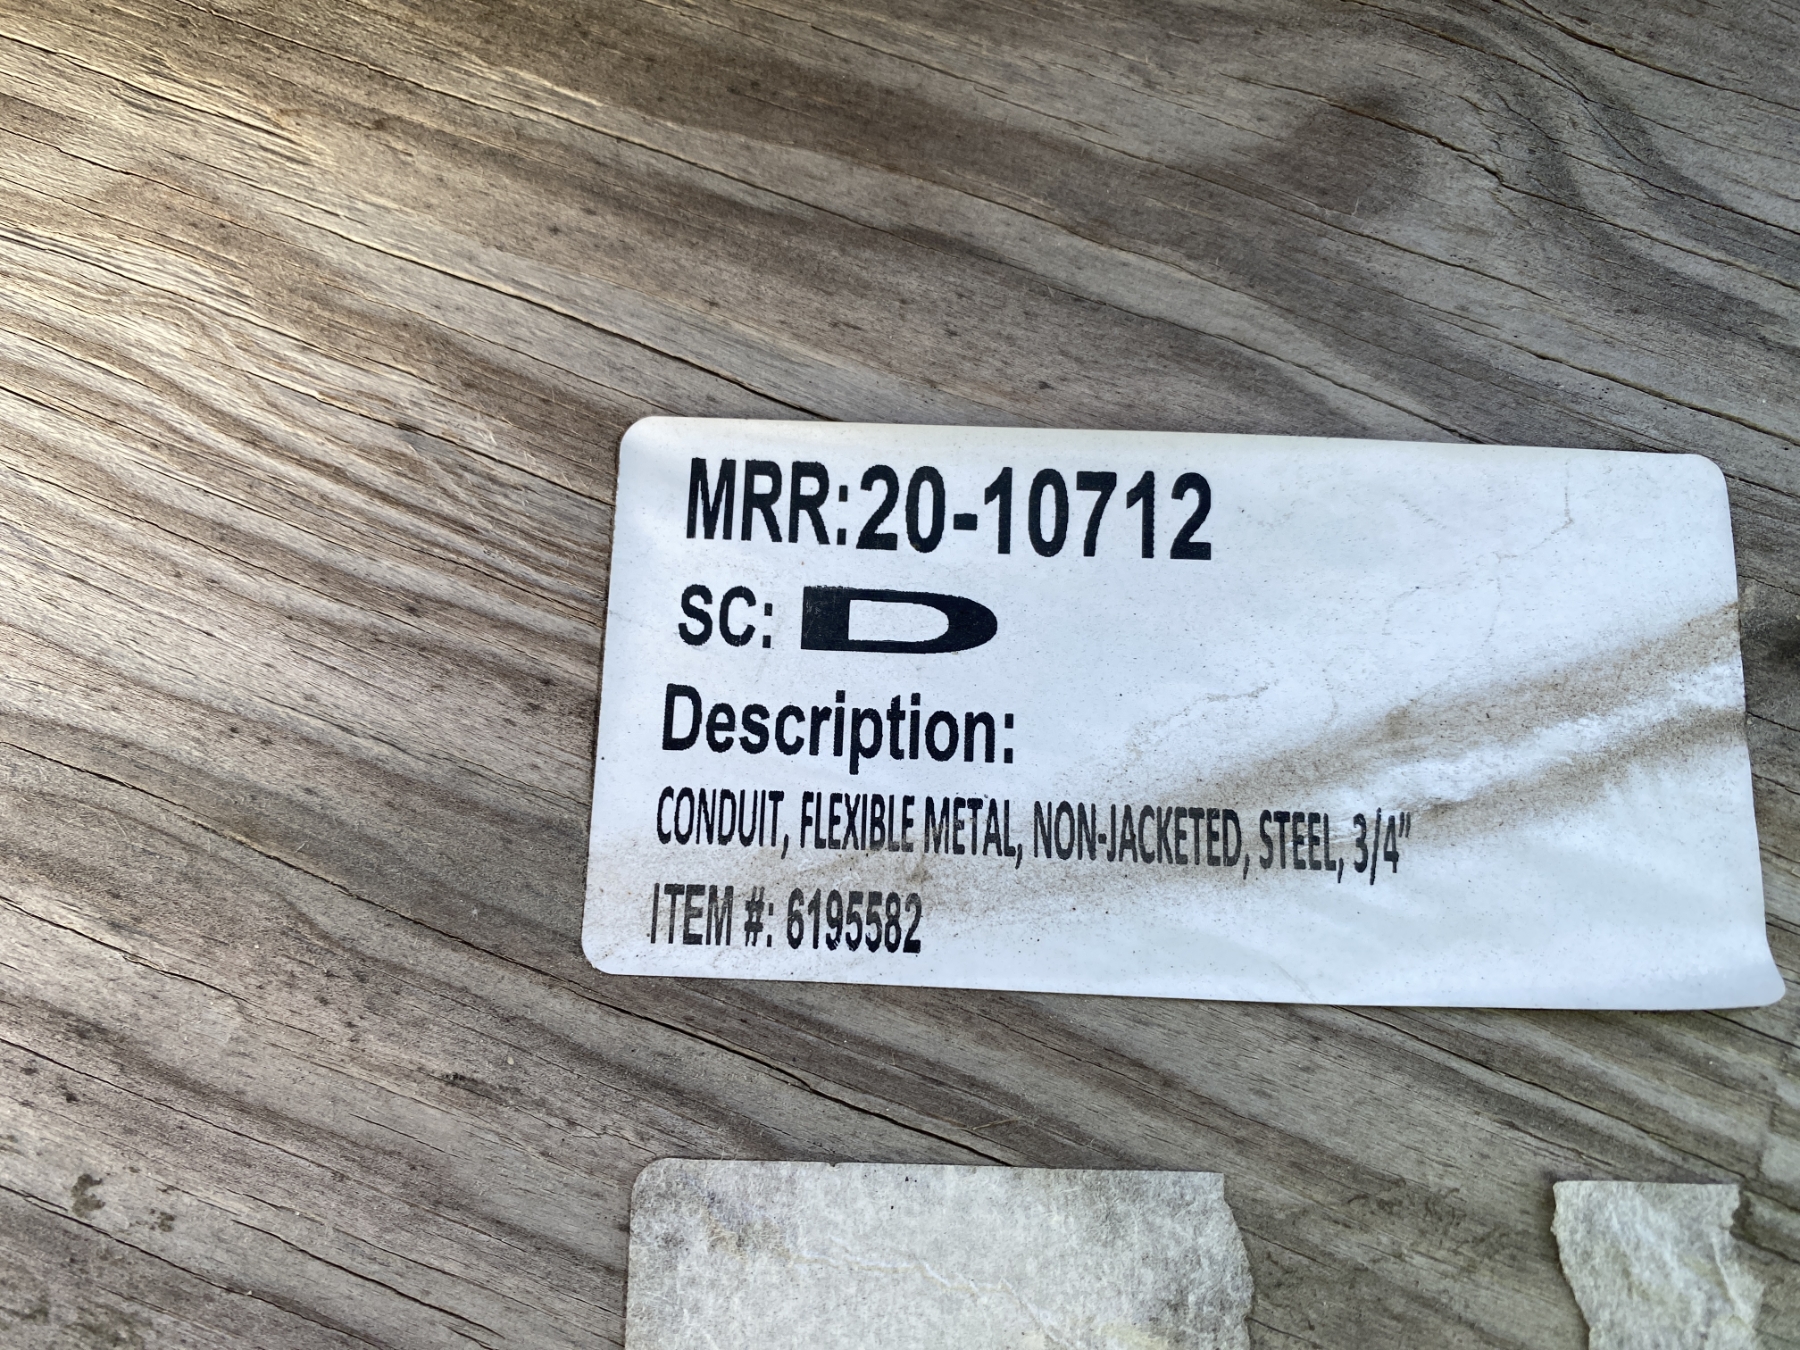 MRR:20-10712
SC: D
Description:
CONDUIT, FLEXIBLE METAL, NON-JACKETED, STEEL, 3/4"
ITEM #: 6195582